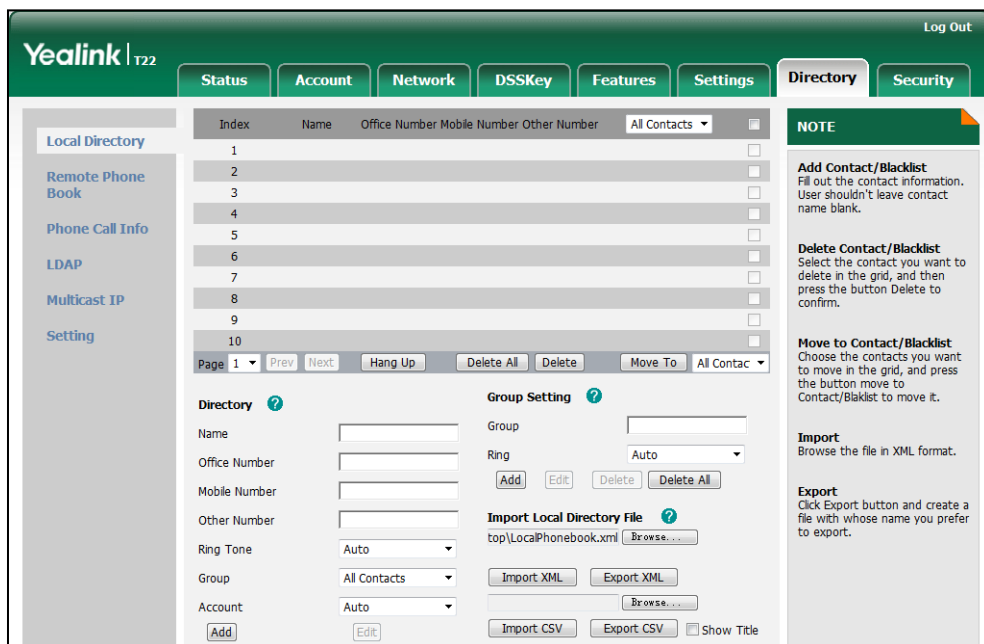 Log Out
Yealink | T22
Status Account Network DSSKey Features Settings Directory Security
Local Directory
Remote Phone
Book
Phone Call Info
LDAP
Multicast IP
Setting
Index Name Office Number Mobile Number Other Number All Contacts
1
2
3
4
5
6
7
8
9
10
Page 1 Prev Next Hang Up Delete All Delete Move To All Contac
Directory ?
Name
Office Number
Mobile Number
Other Number
Ring Tone Auto
Group All Contacts
Account Auto
Add Edit
Group Setting ?
Group
Ring Auto
Add Edit Delete Delete All
Import Local Directory File ?
top\LocalPhonebook.xml Browse...
Import XML Export XML
Browse...
Import CSV Export CSV Show Title
NOTE
Add Contact/Blacklist
Fill out the contact information.
User shouldn't leave contact
name blank.
Delete Contact/Blacklist
Select the contact you want to
delete in the grid, and then
press the button Delete to
confirm.
Move to Contact/Blacklist
Choose the contacts you want
to move in the grid, and press
the button move to
Contact/Blaklist to move it.
Import
Browse the file in XML format.
Export
Click Export button and create a
file with whose name you prefer
to export.